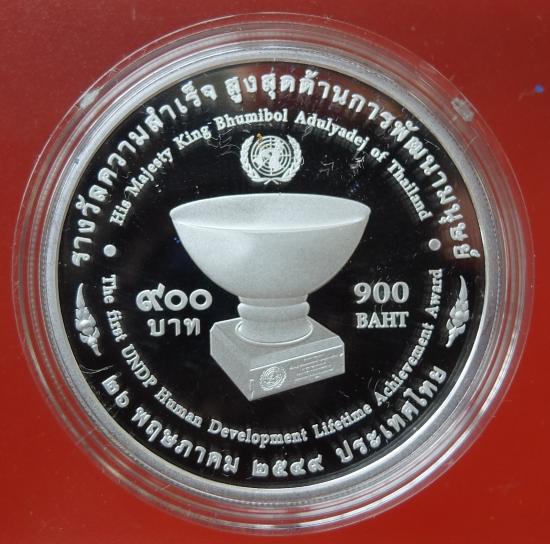 รางวัลความสำเร็จ สูงสุดด้านการพัฒนามนุษย์
His Majesty King Bhumibol Adulyadej of Thailand
๙๐๐
บาท
900
BAHT
The first UNDP Human Development Lifetime Achievement Award
๒๖ พฤษภาคม ๒๕๔๙ ประเทศไทย